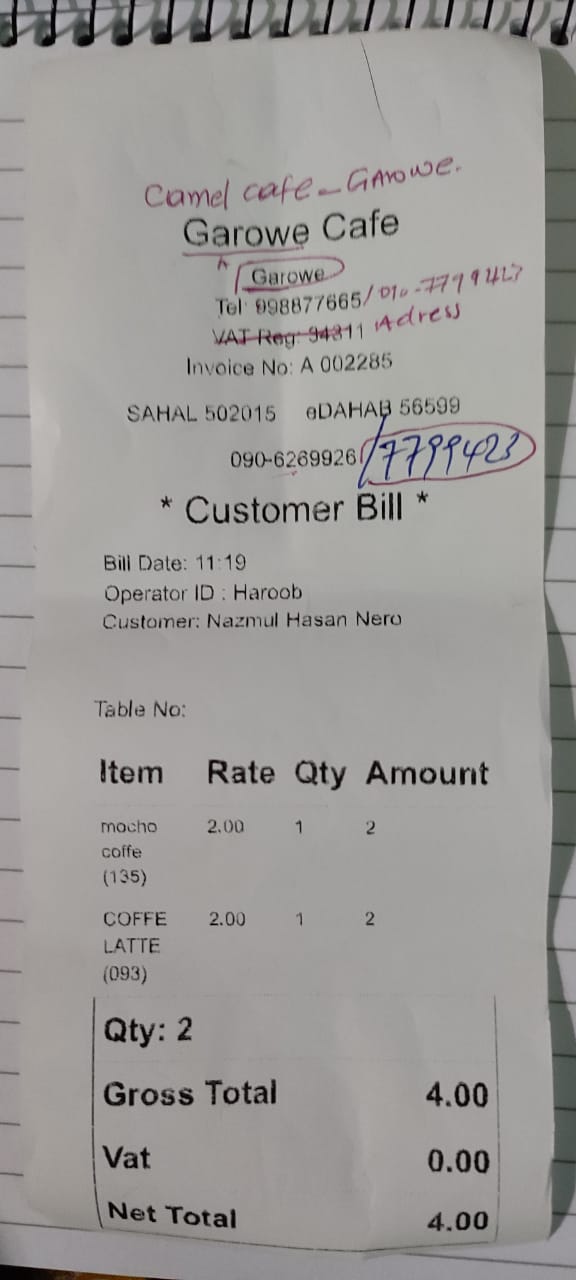 Camel cafe - GArowe.
Garowe Cafe
Garowe
Tel: 998877665/090-7799423
VAT Reg: 94311 Adress
Invoice No: A 002285
SAHAL 502015 eDAHAB 56599
090-6269926/7799423
* Customer Bill *
Bill Date: 11:19
Operator ID : Haroob
Customer: Nazmul Hasan Nero
Table No:
Item Rate Qty Amount
mocho 2.00 1 2
coffe
(135)
COFFE 2.00 1 2
LATTE
(093)
Qty: 2
Gross Total 4.00
Vat 0.00
Net Total 4.00